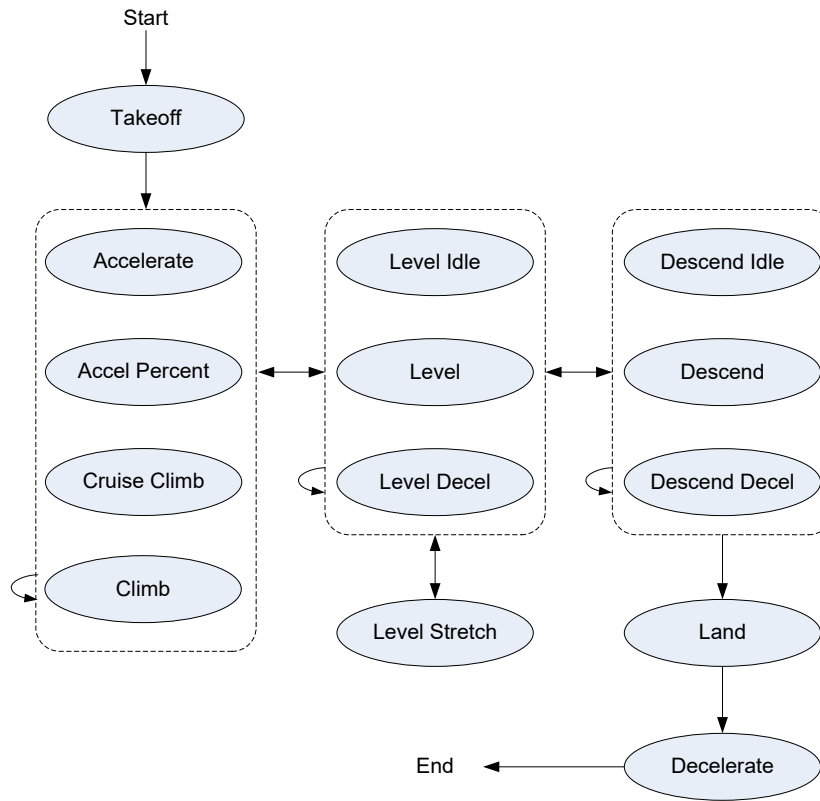 Start
Takeoff
Accelerate
Level Idle
Descend Idle
Accel Percent
Level
Descend
Cruise Climb
Level Decel
Descend Decel
Climb
Level Stretch
Land
End
Decelerate